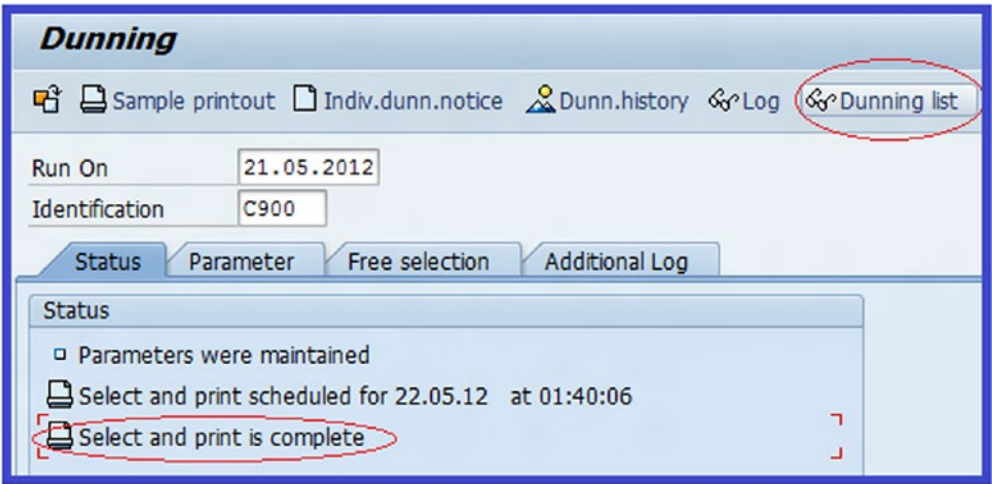 Dunning
Sample printout Indiv.dunn.notice Dunn.history Log Dunning list
Run On 21.05.2012
Identification C900
Status Parameter Free selection Additional Log
Status
Parameters were maintained
Select and print scheduled for 22.05.12 at 01:40:06
Select and print is complete